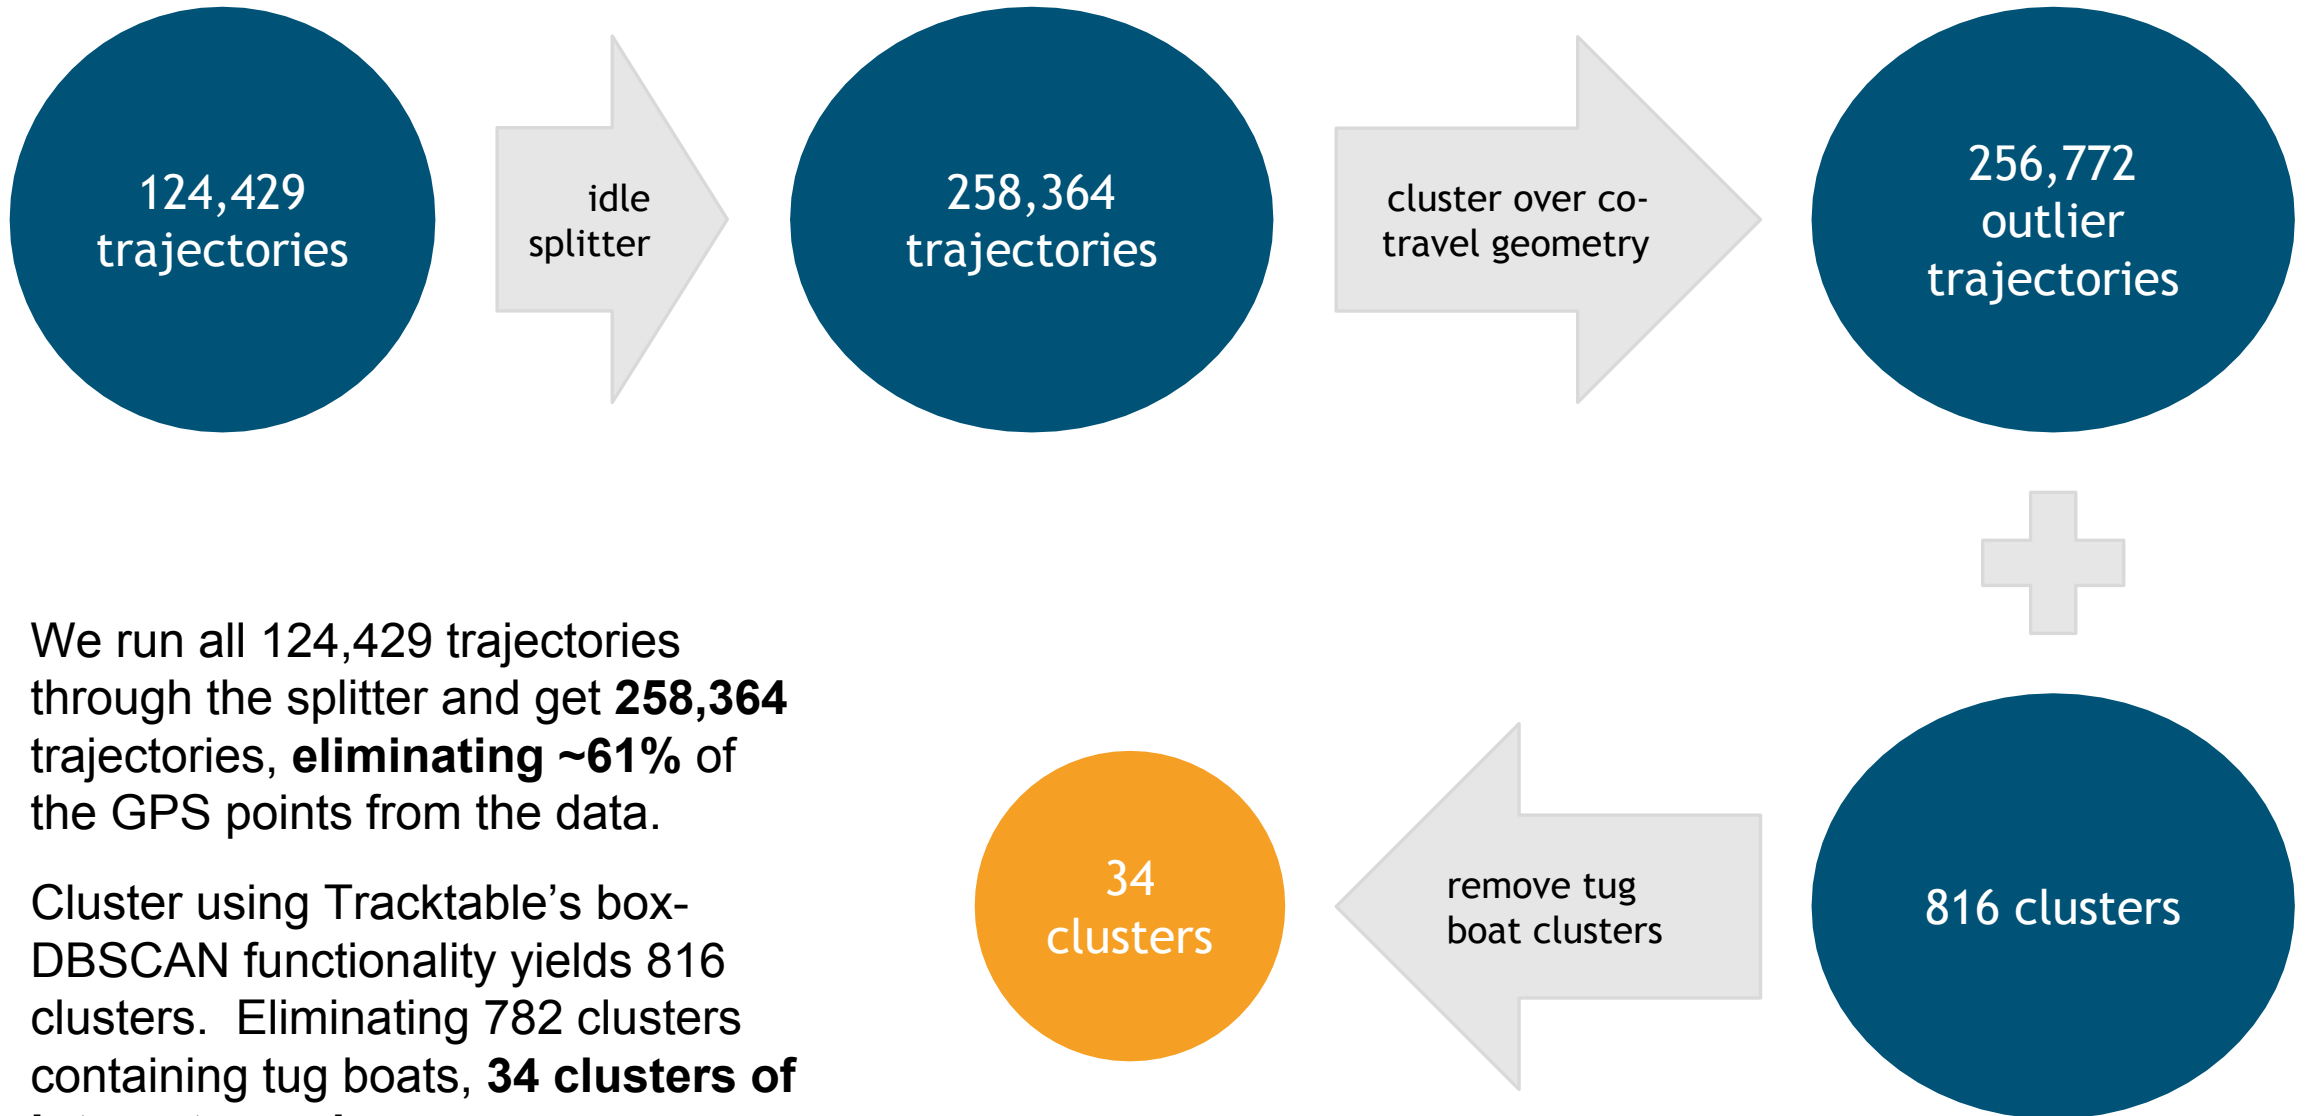 124,429
trajectories
idle
splitter
258,364
trajectories
cluster over co-
travel geometry
256,772
outlier
trajectories
We run all 124,429 trajectories
through the splitter and get 258,364
trajectories, eliminating ~61% of
the GPS points from the data.
Cluster using Tracktable’s box-
DBSCAN functionality yields 816
clusters.  Eliminating 782 clusters
containing tug boats, 34 clusters of
34
clusters
remove tug
boat clusters
816 clusters